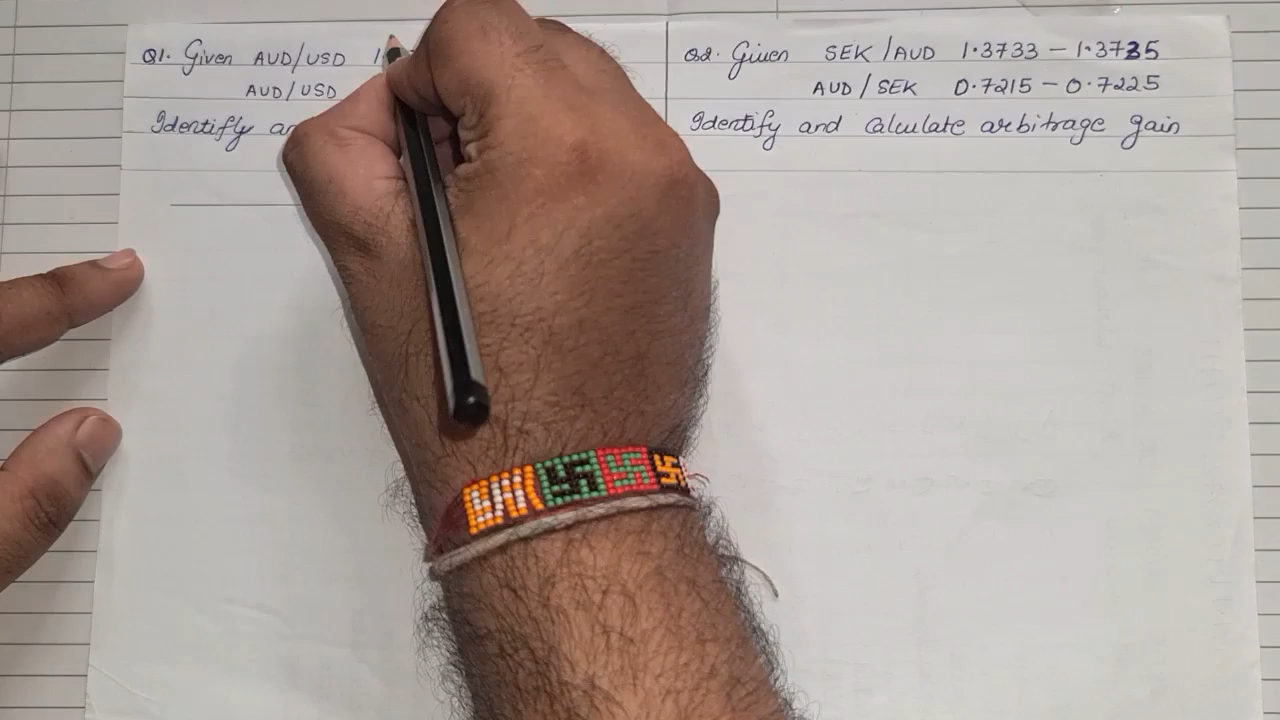 Q1. Given AUD/USD
AUD/USD
Identifly
Q2. Given SEK/AUD 1.3733 - 1.3735
AUD/SEK 0.7215 - 0.7225
Identify and calculate arbitrage gain